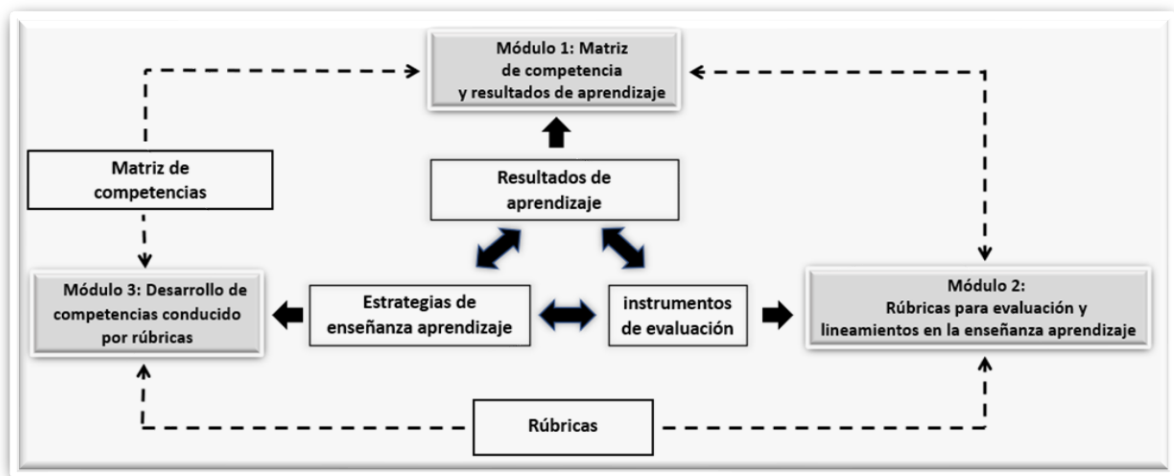 Módulo 1: Matriz
de competencia
y resultados de aprendizaje
Matriz de
competencias
Resultados de
aprendizaje
Módulo 3: Desarrollo de
competencias conducido
por rúbricas
Estrategias de
enseñanza aprendizaje
instrumentos
de evaluación
Módulo 2:
Rúbricas para evaluación y
lineamientos en la enseñanza aprendizaje
Rúbricas